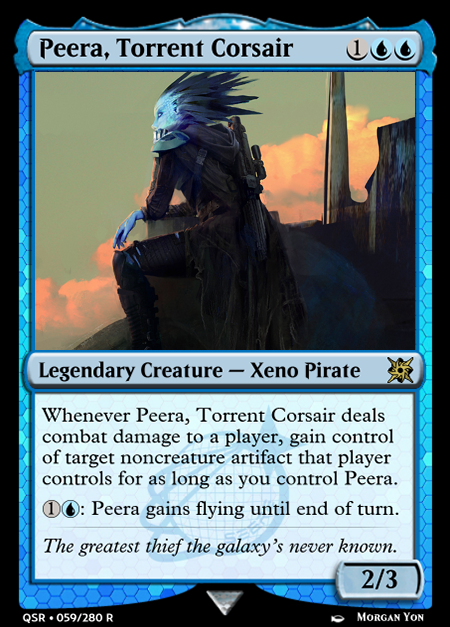 Peera, Torrent Corsair 1
Legendary Creature — Xeno Pirate
Whenever Peera, Torrent Corsair deals
combat damage to a player, gain control
of target noncreature artifact that player
controls for as long as you control Peera.
1: Peera gains flying until end of turn.
The greatest thief the galaxy's never known.
2/3
QSR • 059/280 R
Morgan Yon